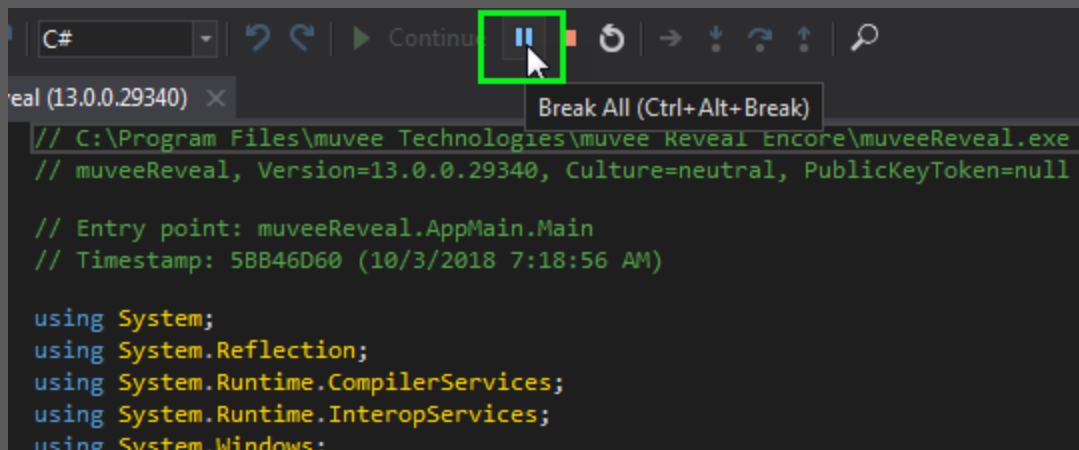 C# Continue
eal (13.0.0.29340)
Break All (Ctrl+Alt+Break)
// C:\Program Files\muvee Technologies\muvee Reveal Encore\muveeReveal.exe
// muveeReveal, Version=13.0.0.29340, Culture=neutral, PublicKeyToken=null
// Entry point: muveeReveal.AppMain.Main
// Timestamp: 5BB46D60 (10/3/2018 7:18:56 AM)
using System;
using System.Reflection;
using System.Runtime.CompilerServices;
using System.Runtime.InteropServices;
using System.Windows;